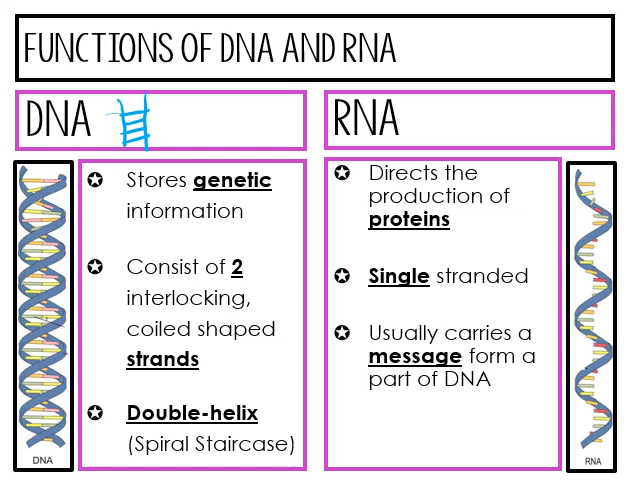 FUNCTIONS OF DNA AND RNA
DNA
Stores genetic
information
Consist of 2
interlocking,
coiled shaped
strands
Double-helix
(Spiral Staircase)
DNA
RNA
Directs the
production of
proteins
Single stranded
Usually carries a
message form a
part of DNA
RNA